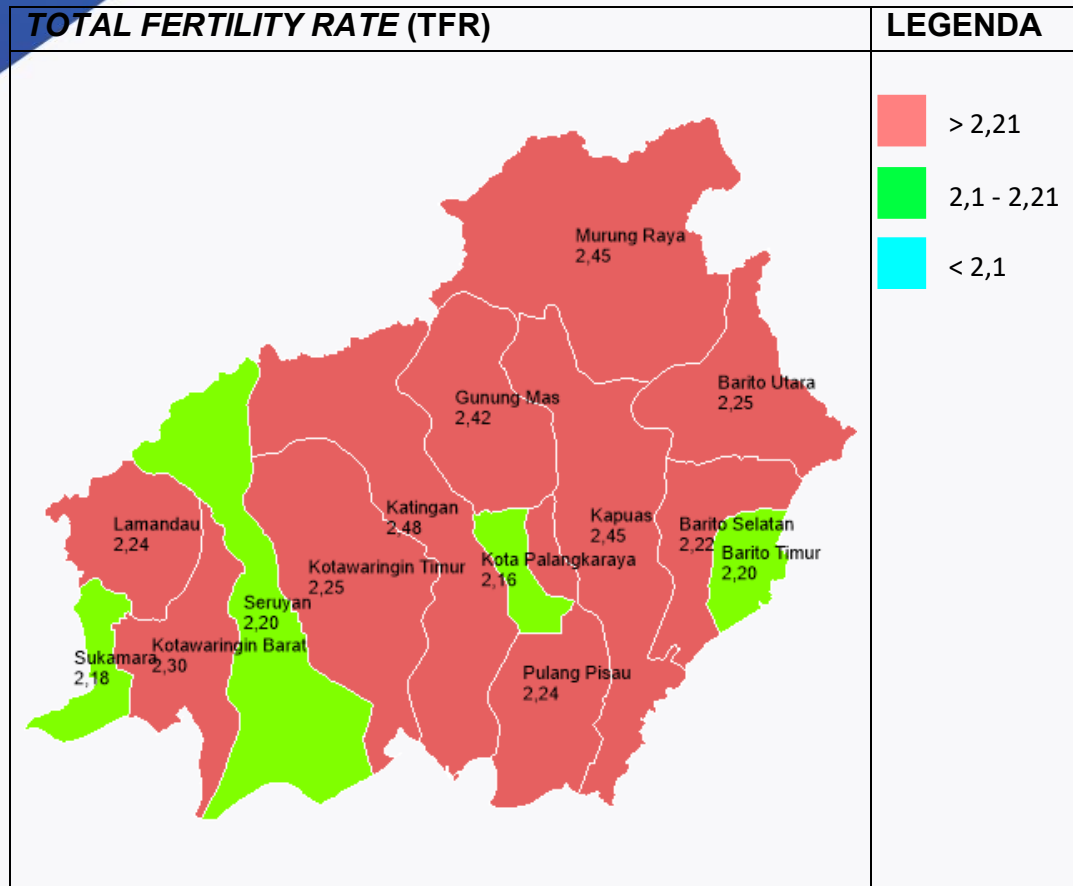 TOTAL FERTILITY RATE (TFR)
LEGENDA
> 2,21
2,1 - 2,21
< 2,1
Murung Raya
2,45
Barito Utara
2,25
Gunung Mas
2,42
Katingan
2,48
Kapuas
2,45
Lamandau
2,24
Barito Selatan
2,22
Barito Timur
2,20
Kota Palangkaraya
2,16
Kotawaringin Timur
2,25
Seruyan
2,20
Kotawaringin Barat
2,30
Sukamara
2,18
Pulang Pisau
2,24